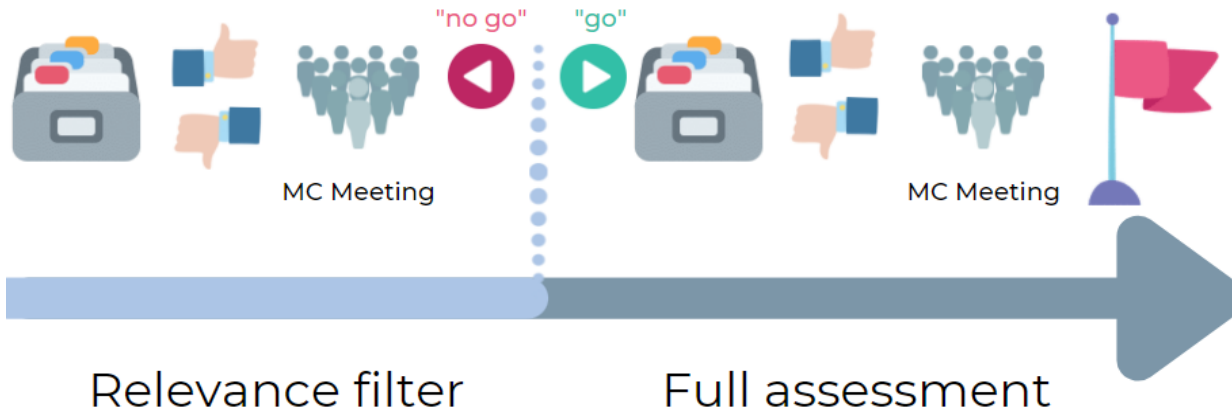 "no go" "go"
MC Meeting
MC Meeting
Relevance filter
Full assessment